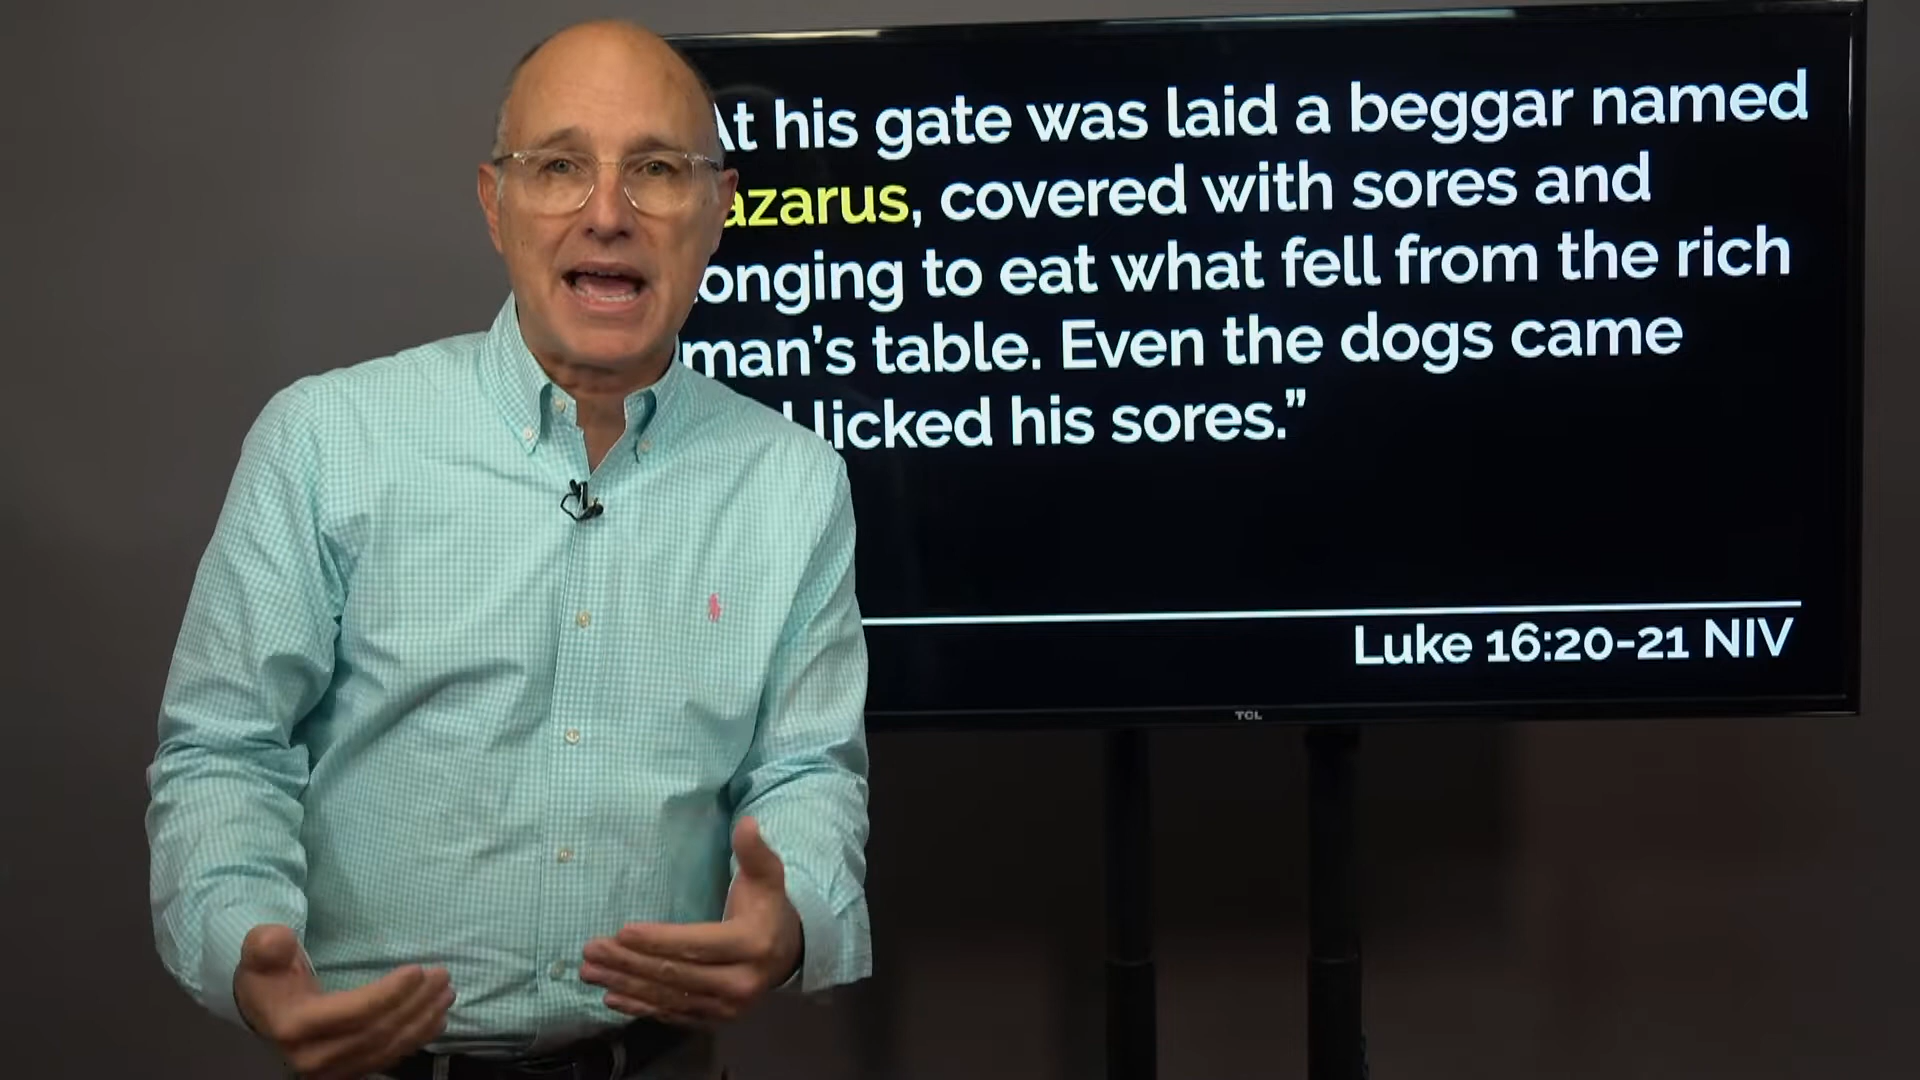 At his gate was laid a beggar named
azarus, covered with sores and
longing to eat what fell from the rich
man's table. Even the dogs came
licked his sores.”
Luke 16:20-21 NIV
TCL